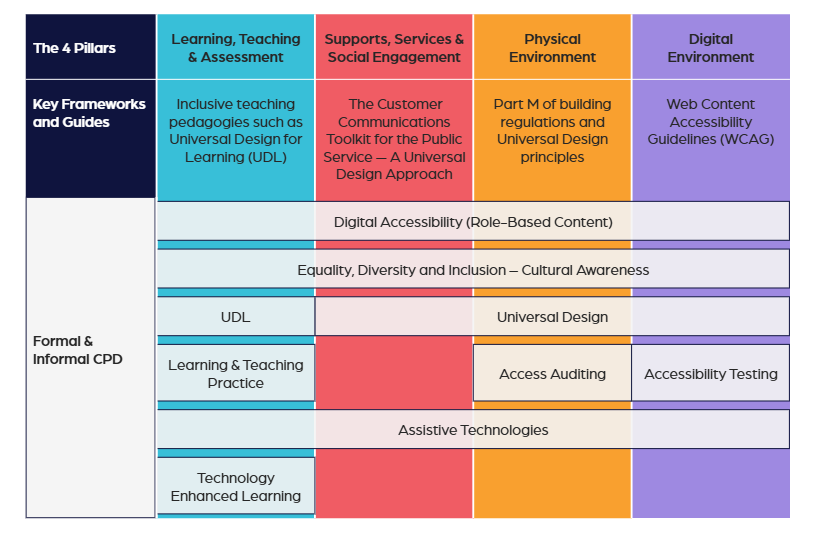 The 4 Pillars
Learning, Teaching
& Assessment
Supports, Services &
Social Engagement
Physical
Environment
Digital
Environment
Key Frameworks
and Guides
Inclusive teaching
pedagogies such as
Universal Design for
Learning (UDL)
The Customer
Communications
Toolkit for the Public
Service – A Universal
Design Approach
Part M of building
regulations and
Universal Design
principles
Web Content
Accessibility
Guidelines (WCAG)
Formal &
Informal CPD
Digital Accessibility (Role-Based Content)
Equality, Diversity and Inclusion – Cultural Awareness
UDL
Universal Design
Learning & Teaching
Practice
Access Auditing
Accessibility Testing
Assistive Technologies
Technology
Enhanced Learning